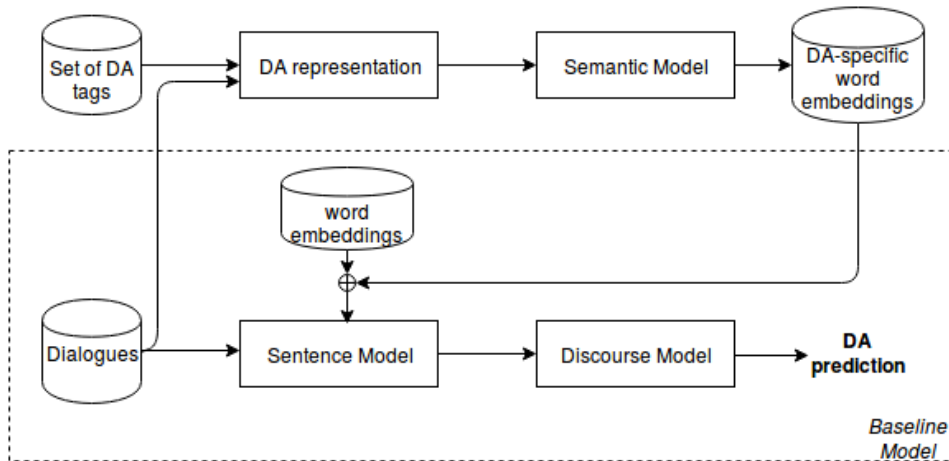 Set of DA
tags
DA representation
Semantic Model
DA-specific
word
embeddings
word
embeddings
Dialogues
Sentence Model
Discourse Model
DA
prediction
Baseline
Model